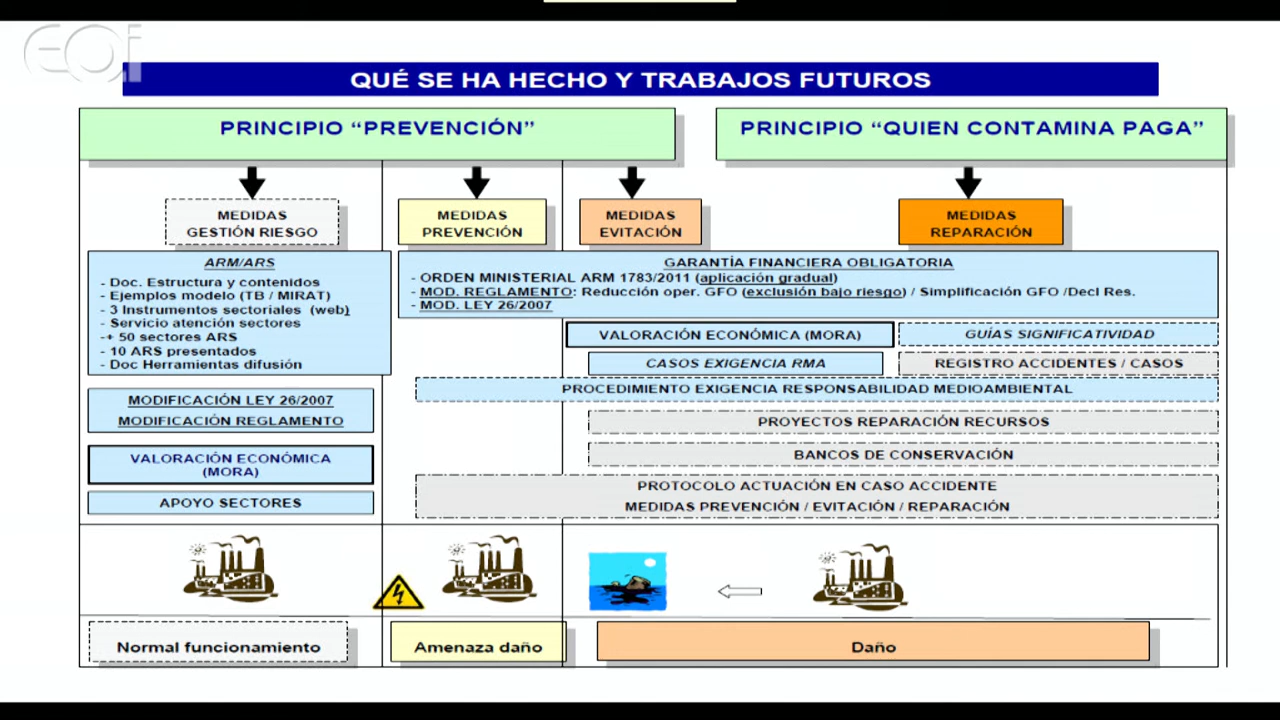 eoi
QUÉ SE HA HECHO Y TRABAJOS FUTUROS
PRINCIPIO “PREVENCIÓN”
PRINCIPIO “QUIEN CONTAMINA PAGA”
MEDIDAS
GESTIÓN RIESGO
MEDIDAS
PREVENCIÓN
MEDIDAS
EVITACIÓN
MEDIDAS
REPARACIÓN
ARM/ARS
- Doc. Estructura y contenidos
- Ejemplos modelo (TB / MIRAT)
- 3 Instrumentos sectoriales (web)
- Servicio atención sectores
-+ 50 sectores ARS
- 10 ARS presentados
- Doc Herramientas difusión
GARANTÍA FINANCIERA OBLIGATORIA
- ORDEN MINISTERIAL ARM 1783/2011 (aplicación gradual)
- MOD. REGLAMENTO: Reducción oper. GFO (exclusión bajo riesgo) / Simplificación GFO /Decl Res.
- MOD. LEY 26/2007
VALORACIÓN ECONÓMICA (MORA)
GUÍAS SIGNIFICATIVIDAD
CASOS EXIGENCIA RMA
REGISTRO ACCIDENTES / CASOS
PROCEDIMIENTO EXIGENCIA RESPONSABILIDAD MEDIOAMBIENTAL
MODIFICACIÓN LEY 26/2007
MODIFICACIÓN REGLAMENTO
PROYECTOS REPARACIÓN RECURSOS
VALORACIÓN ECONÓMICA
(MORA)
BANCOS DE CONSERVACIÓN
APOYO SECTORES
PROTOCOLO ACTUACIÓN EN CASO ACCIDENTE
MEDIDAS PREVENCIÓN / EVITACIÓN / REPARACIÓN
Normal funcionamiento
Amenaza daño
Daño